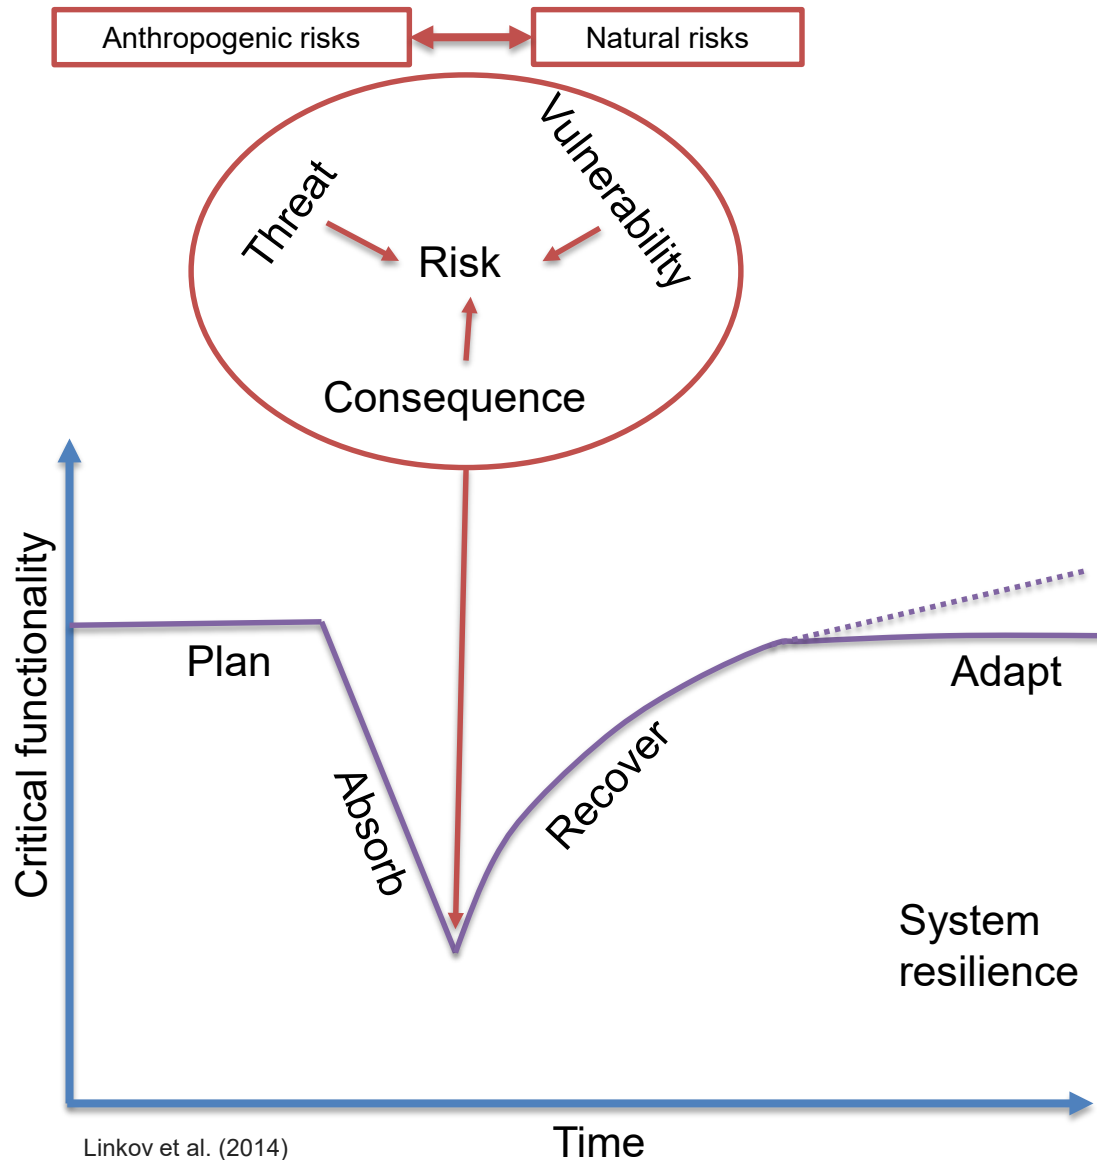 Anthropogenic risks
Natural risks
Threat
Vulnerability
Risk
Consequence
Critical functionality
Plan
Absorb
Recover
Adapt
System
resilience
Linkov et al. (2014)
Time